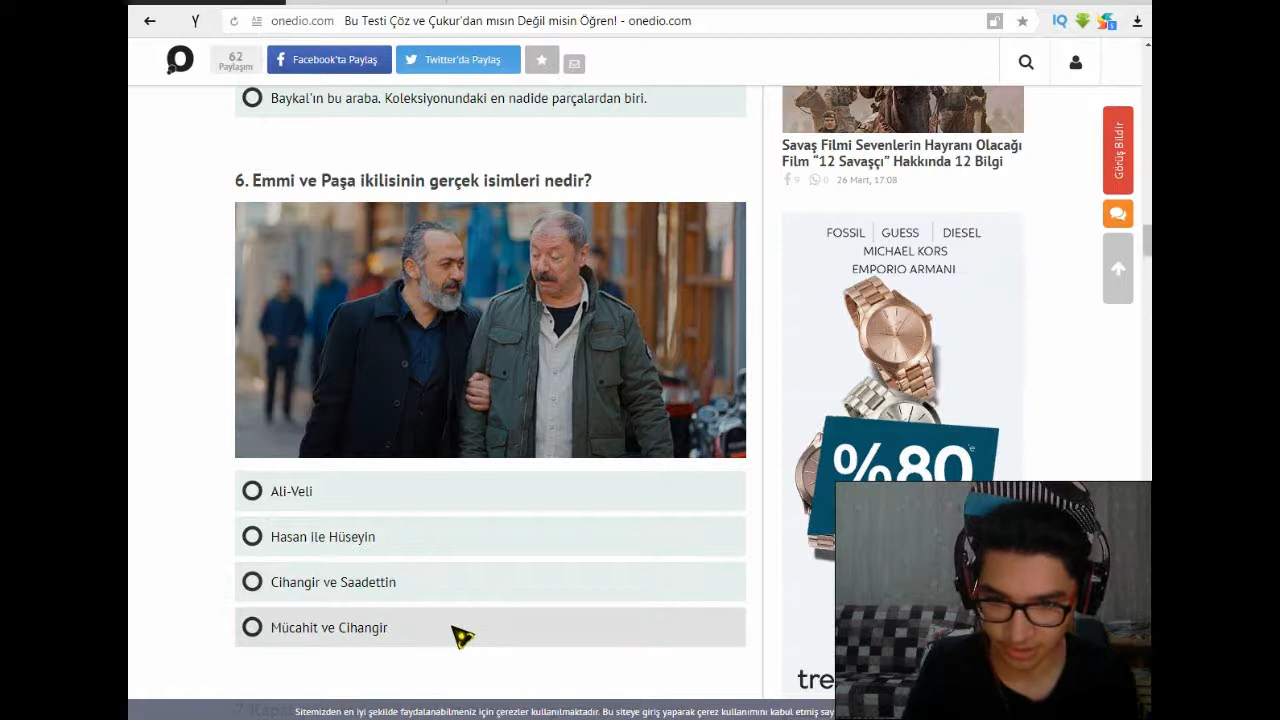 onedio.com Bu Testi Çöz ve Çukur'dan mısın Değil misin Öğren! - onedio.com
IQ
62
Paylaşım
Facebook'ta Paylaş
Twitter'da Paylaş
Baykal'ın bu araba. Koleksiyonundaki en nadide parçalardan biri.
6. Emmi ve Paşa ikilisinin gerçek isimleri nedir?
Ali-Veli
Hasan ile Hüseyin
Cihangir ve Saadettin
Mücahit ve Cihangir
Savaş Filmi Sevenlerin Hayranı Olacağı
Film “12 Savaşçı” Hakkında 12 Bilgi
9 0 26 Mart, 17:08
FOSSIL GUESS DIESEL
MICHAEL KORS
EMPORIO ARMANI
%80
'e
tre
Görüş Bildir
Sitemizden en iyi şekilde faydalanabilmeniz için çerezler kullanılmaktadır. Bu siteye giriş yaparak çerez kullanımını kabul etmiş say